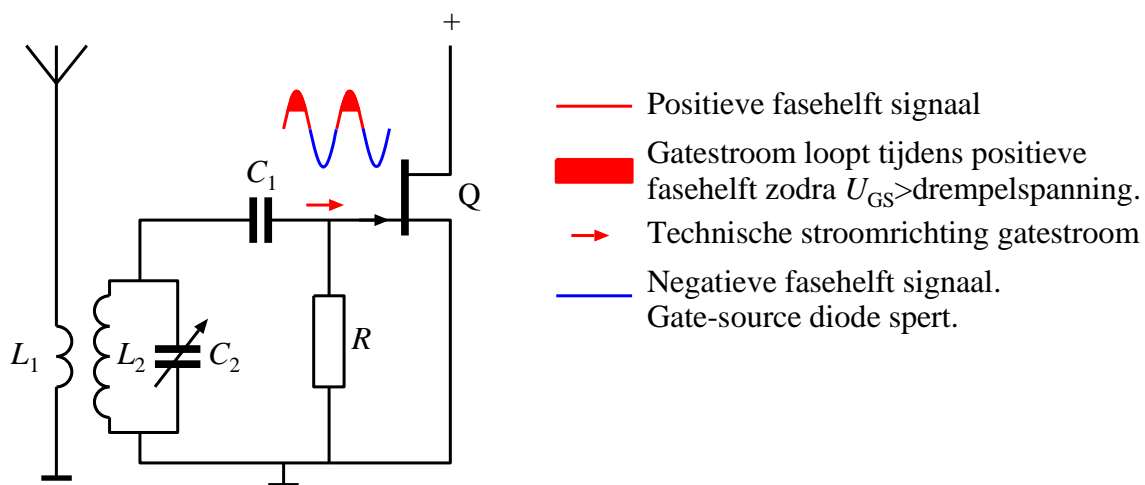 +
C1
Q
L1
L2
C2
R
Positieve fasehelft signaal
Gatestroom loopt tijdens positieve
fasehelft zodra UGS>drempelspanning.
Technische stroomrichting gatestroom
Negatieve fasehelft signaal.
Gate-source diode spert.